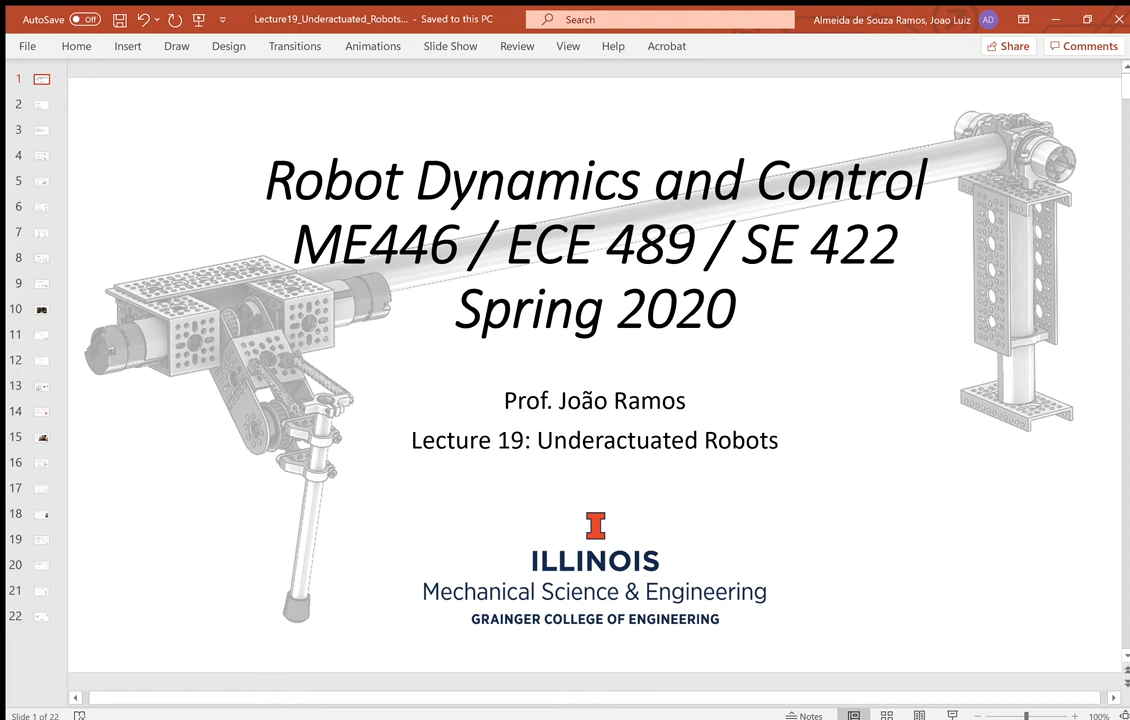 AutoSave Off Lecture19_Underactuated_Robots... - Saved to this PC Search Almeida de Souza Ramos, Joao Luiz AD
File Home Insert Draw Design Transitions Animations Slide Show Review View Help Acrobat Share Comments
1
2
3
4
5
6
7
8
9
10
11
12
13
14
15
16
17
18
19
20
21
22
Robot Dynamics and Control
ME446 / ECE 489 / SE 422
Spring 2020
Prof. João Ramos
Lecture 19: Underactuated Robots
I
ILLINOIS
Mechanical Science & Engineering
GRAINGER COLLEGE OF ENGINEERING
Slide 1 of 22 Notes 100%